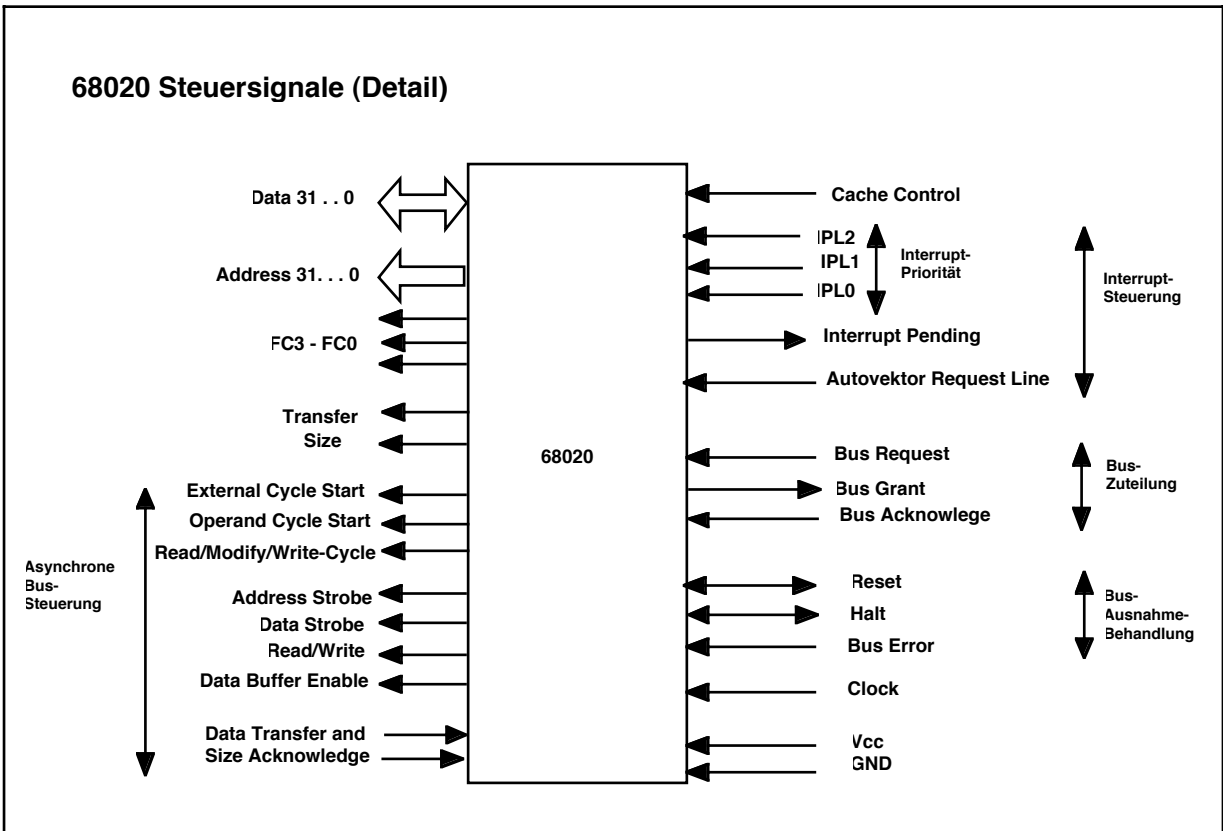 68020 Steuersignale (Detail)
Data 31 . . 0
Address 31. . . 0
FC3 - FC0
Transfer
Size
External Cycle Start
Operand Cycle Start
Read/Modify/Write-Cycle
Address Strobe
Data Strobe
Read/Write
Data Buffer Enable
Data Transfer and
Size Acknowledge
Asynchrone
Bus-
Steuerung
68020
Cache Control
IPL2
IPL1
IPL0
Interrupt-
Priorität
Interrupt Pending
Autovektor Request Line
Interrupt-
Steuerung
Bus Request
Bus Grant
Bus Acknowlege
Bus-
Zuteilung
Reset
Halt
Bus Error
Bus-
Ausnahme-
Behandlung
Clock
Vcc
GND